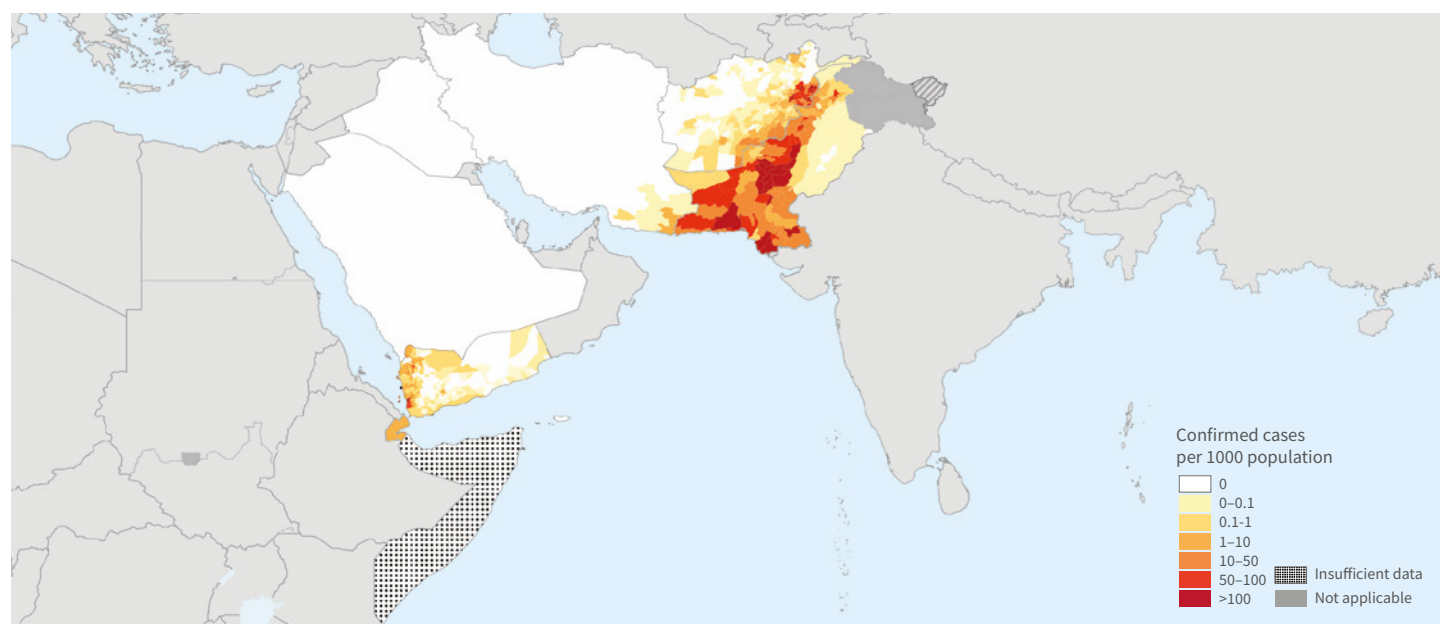 Confirmed cases
per 1000 population
0
0–0.1
0.1-1
1–10
10–50
50–100
>100
Insufficient data
Not applicable